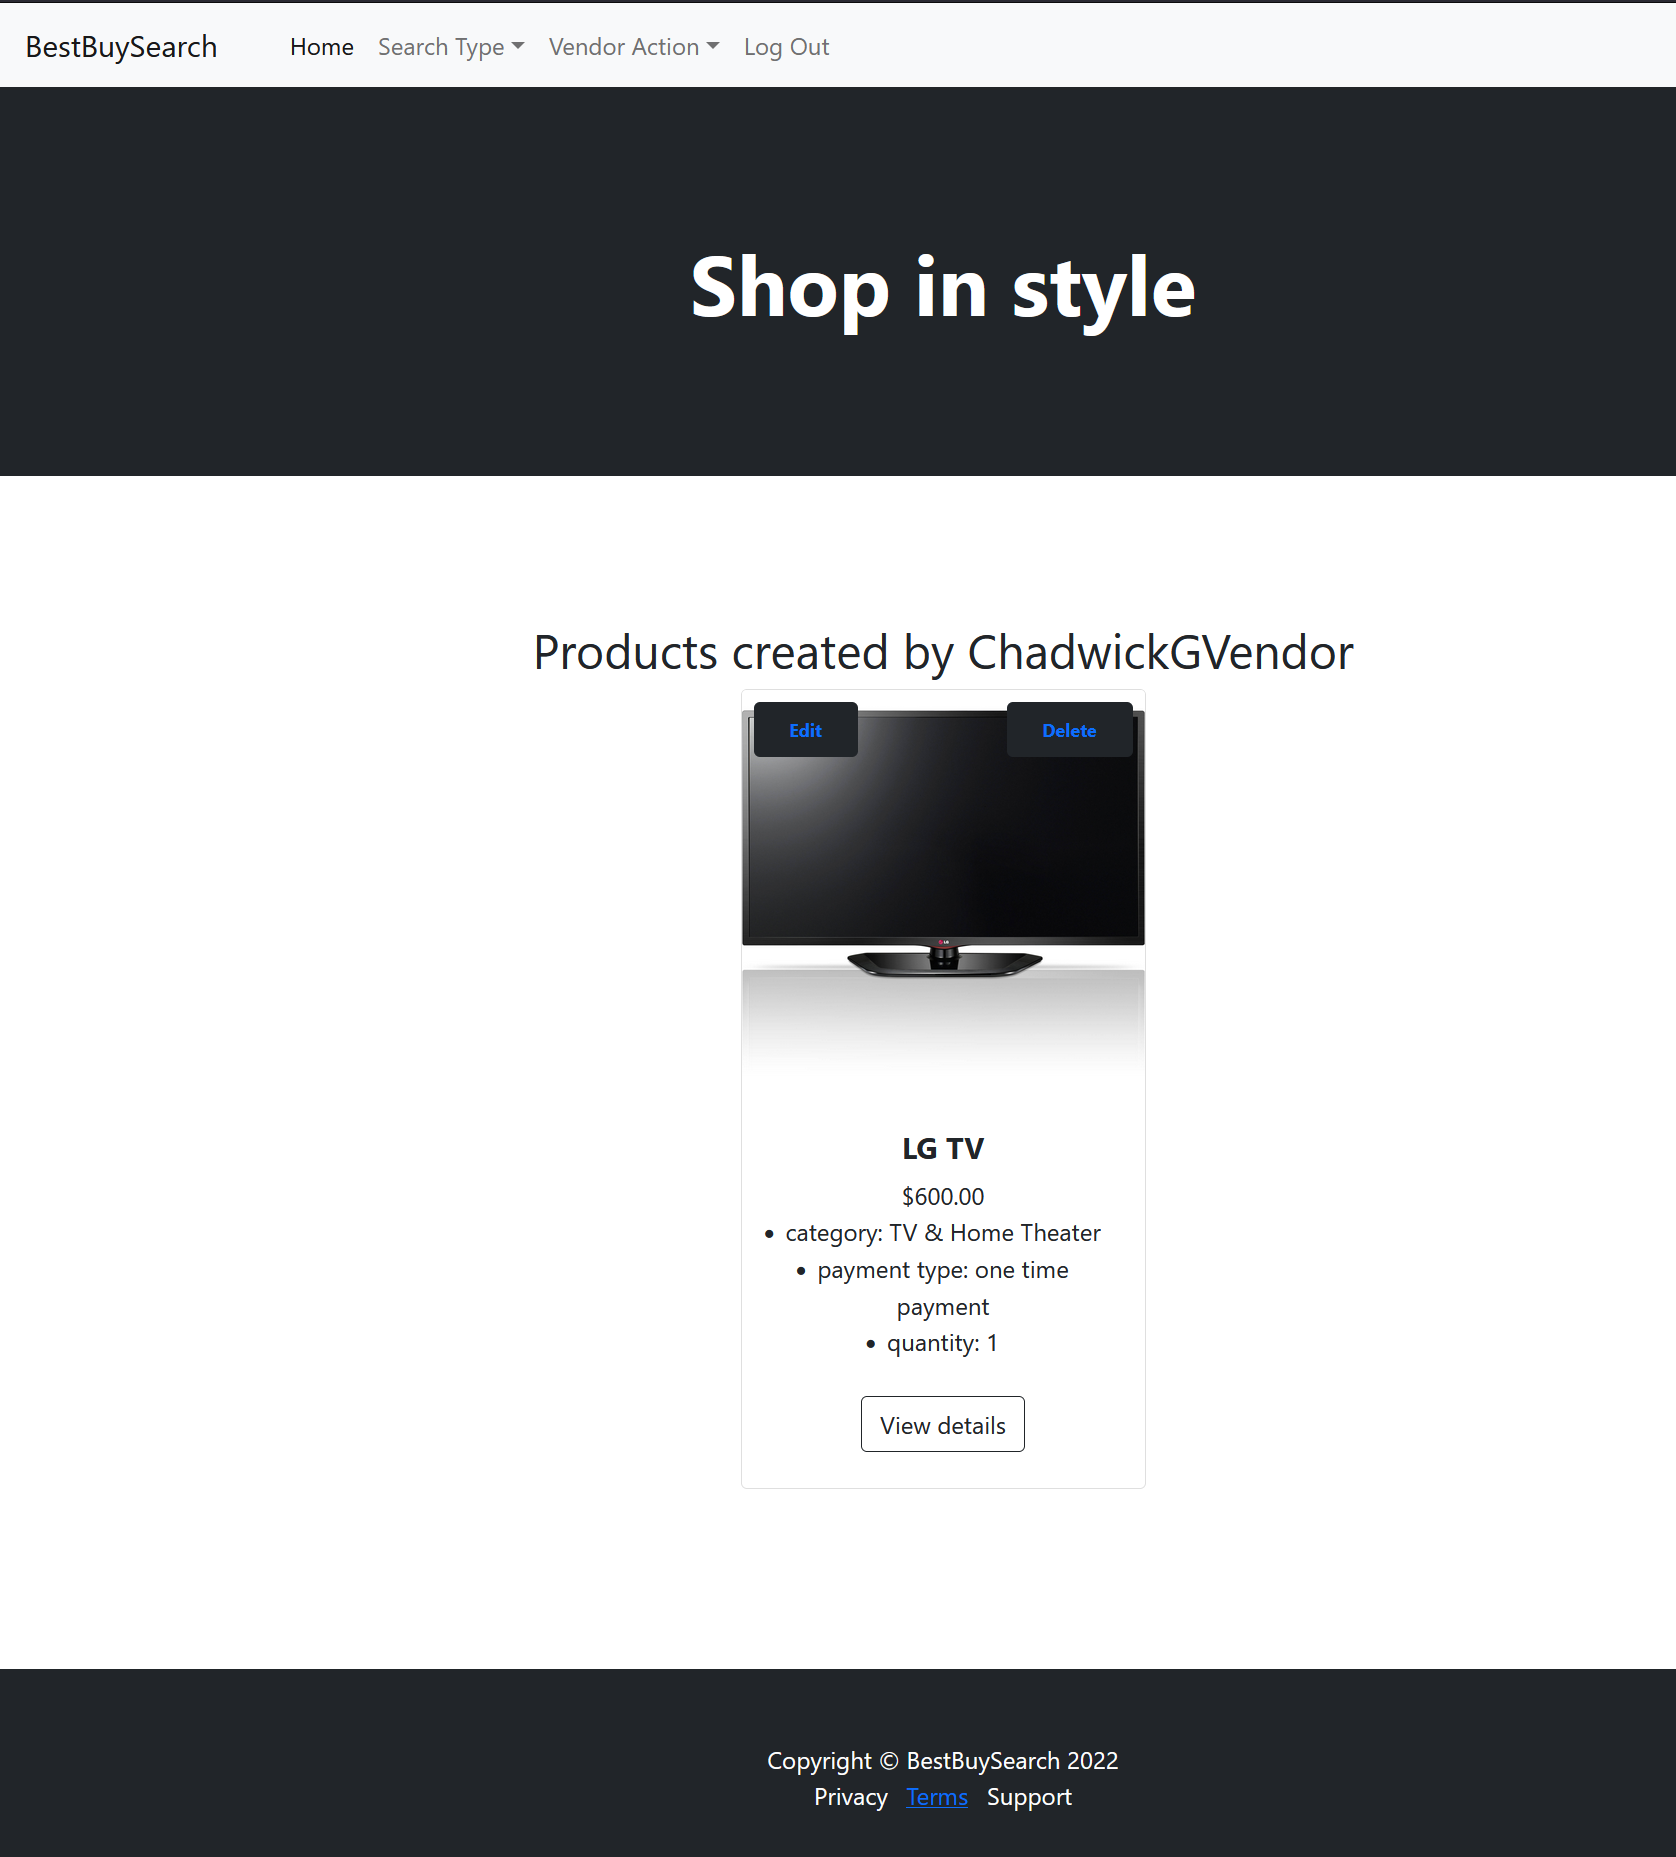 BestBuySearch Home Search Type Vendor Action Log Out
Shop in style
Products created by ChadwickGVendor
Edit Delete
LG
LG TV
$600.00
• category: TV & Home Theater
• payment type: one time
payment
• quantity: 1
View details
Copyright © BestBuySearch 2022
Privacy Terms Support